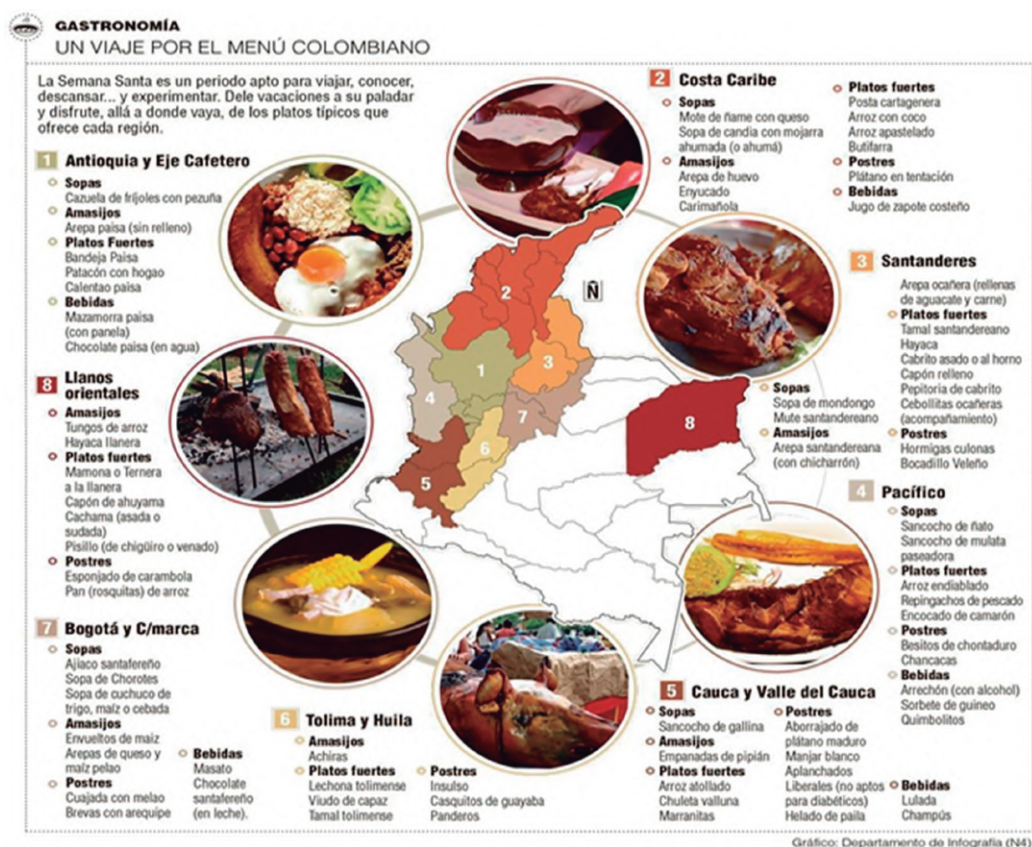 GASTRONOMÍA
UN VIAJE POR EL MENÚ COLOMBIANO
La Semana Santa es un periodo apto para viajar, conocer,
descansar... y experimentar. Dele vacaciones a su paladar
y disfrute, allá a donde vaya, de los platos típicos que
ofrece cada región.
1 Antioquia y Eje Cafetero
Sopas
Cazuela de fríjoles con pezuña
Amasijos
Arepa paisa (sin relleno)
Platos Fuertes
Bandeja Paisa
Patacón con hogao
Calentao paisa
Bebidas
Mazamorra paisa
(con panela)
Chocolate paisa (en agua)
2 Costa Caribe
Sopas
Mote de ñame con queso
Sopa de candia con mojarra
ahumada (o ahumá)
Amasijos
Arepa de huevo
Enyucado
Carimañola
Platos fuertes
Posta cartagenera
Arroz con coco
Arroz apastelado
Butifarra
Postres
Plátano en tentación
Bebidas
Jugo de zapote costeño
3 Santanderes
Arepa ocañera (rellenas
de aguacate y carne)
Platos fuertes
Tamal santandereano
Hayaca
Cabrito asado o al horno
Capón relleno
Pepitoria de cabrito
Cebollitas ocañeras
(acompañamiento)
Postres
Hormigas culonas
Bocadillo Veleño
Sopas
Sopa de mondongo
Mute santandereano
Amasijos
Arepa santandereana
(con chicharrón)
4 Pacífico
Sopas
Sancocho de ñato
Sancocho de mulata
paseadora
Platos fuertes
Arroz endiablado
Repingachos de pescado
Encocado de camarón
Postres
Besitos de chontaduro
Chancacas
Bebidas
Arrechón (con alcohol)
Sorbete de guineo
Quimbolitos
5 Cauca y Valle del Cauca
Sopas
Sancocho de gallina
Amasijos
Empanadas de pipián
Platos fuertes
Arroz atollado
Chuleta valluna
Marranitas
Postres
Aborrajado de
plátano maduro
Manjar blanco
Aplanchados
Liberales (no aptos
para diabéticos)
Helado de paila
Bebidas
Lulada
Champús
6 Tolima y Huila
Amasijos
Achiras
Platos fuertes
Lechona tolimense
Viudo de capaz
Tamal tolimense
Postres
Insulso
Casquitos de guayaba
Panderos
7 Bogotá y C/marca
Sopas
Ajiaco santafereño
Sopa de Chorotes
Sopa de cuchuco de
trigo, maíz o cebada
Amasijos
Envueltos de maiz
Arepas de queso y
maíz pelao
Postres
Cuajada con melao
Brevas con arequipe
Bebidas
Masato
Chocolate
santafereño
(en leche).
8 Llanos
orientales
Amasijos
Tungos de arroz
Hayaca llanera
Platos fuertes
Mamona o Ternera
a la llanera
Capón de ahuyama
Cachama (asada o
sudada)
Pisillo (de chigüiro o venado)
Postres
Esponjado de carambola
Pan (rosquitas) de arroz
Ñ
2
1
3
4
7
6
5
8
Gráfico: Departamento de Infografía (N4)